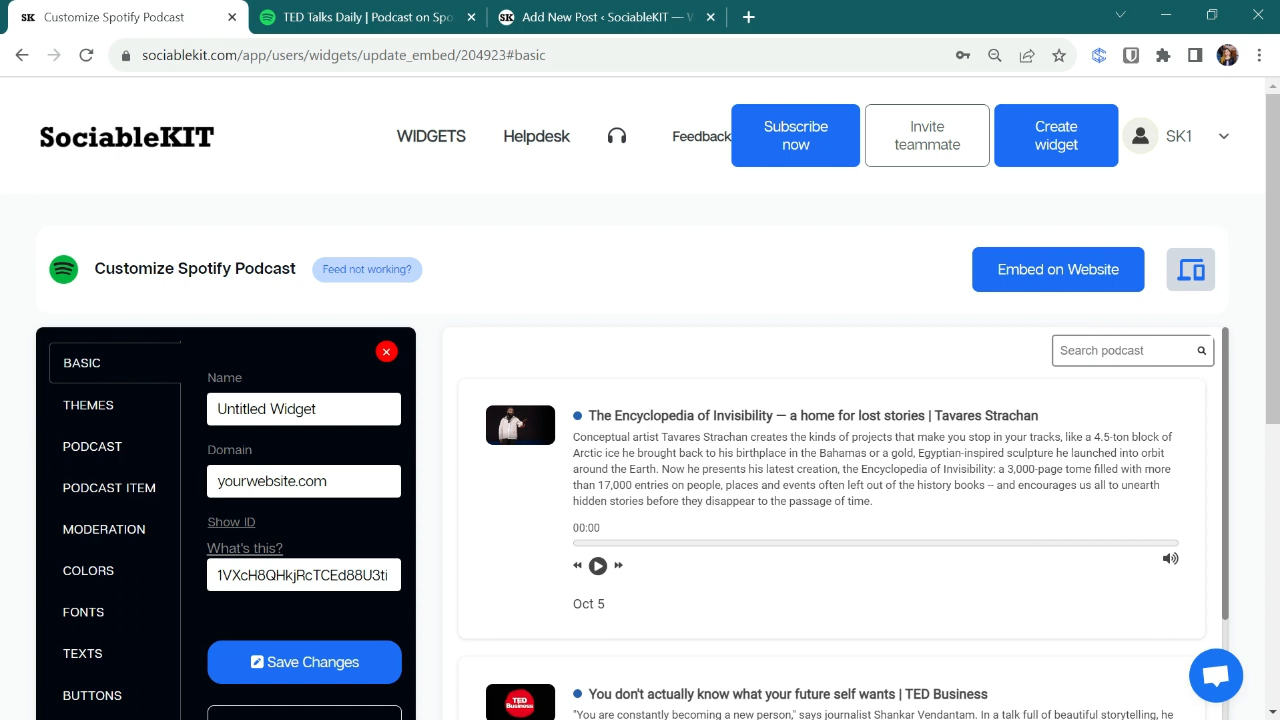 SK Customize Spotify Podcast
TED Talks Daily | Podcast on Spo
SK Add New Post ‹ SociableKIT — W
sociablekit.com/app/users/widgets/update_embed/204923#basic
SociableKIT
WIDGETS
Helpdesk
Feedback
Subscribe
now
Invite
teammate
Create
widget
SK1
Customize Spotify Podcast
Feed not working?
Embed on Website
BASIC
THEMES
PODCAST
PODCAST ITEM
MODERATION
COLORS
FONTS
TEXTS
BUTTONS
Name
Untitled Widget
Domain
yourwebsite.com
Show ID
What's this?
1VXcH8QHkjRcTCEd88U3ti
Save Changes
Search podcast
The Encyclopedia of Invisibility — a home for lost stories | Tavares Strachan
Conceptual artist Tavares Strachan creates the kinds of projects that make you stop in your tracks, like a 4.5-ton block of
Arctic ice he brought back to his birthplace in the Bahamas or a gold, Egyptian-inspired sculpture he launched into orbit
around the Earth. Now he presents his latest creation, the Encyclopedia of Invisibility: a 3,000-page tome filled with more
than 17,000 entries on people, places and events often left out of the history books -- and encourages us all to unearth
hidden stories before they disappear to the passage of time.
00:00
Oct 5
TED
Business
You don't actually know what your future self wants | TED Business
"You are constantly becoming a new person," says journalist Shankar Vendantam. In a talk full of beautiful storytelling, he